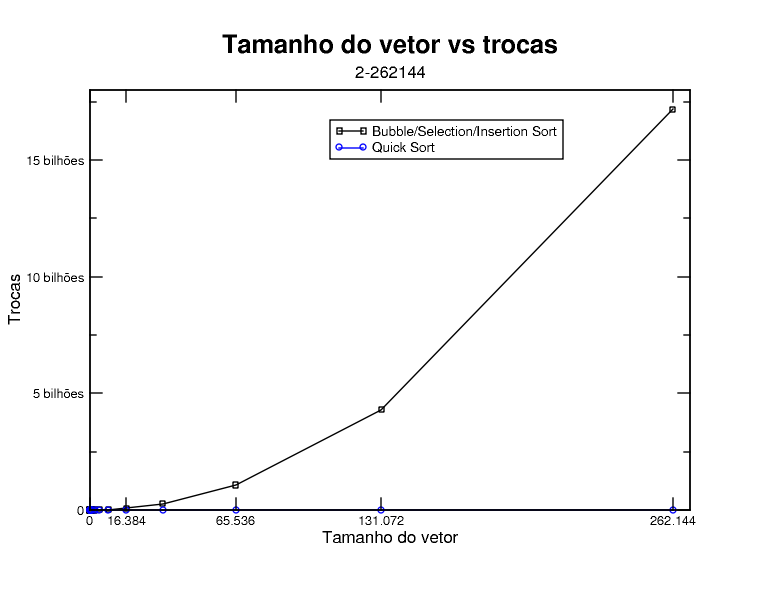 Tamanho do vetor vs trocas
2-262144
Bubble/Selection/Insertion Sort
Quick Sort
15 bilhões
10 bilhões
5 bilhões
0
Trocas
0 16.384 65.536 131.072 262.144
Tamanho do vetor